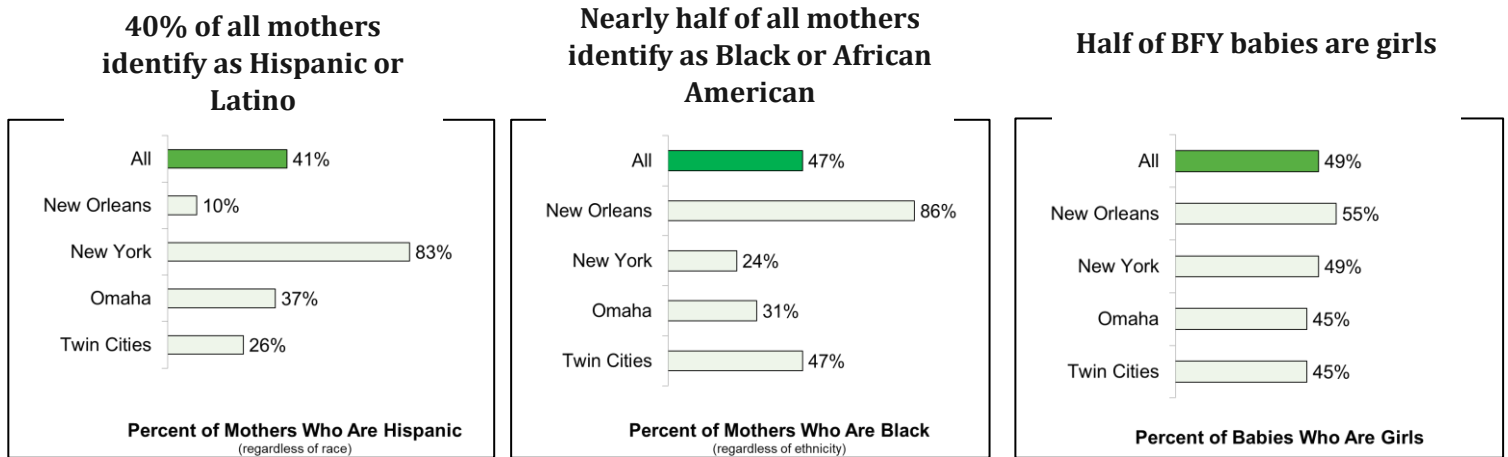 40% of all mothers
identify as Hispanic or
Latino
All 41%
New Orleans 10%
New York 83%
Omaha 37%
Twin Cities 26%
Percent of Mothers Who Are Hispanic
(regardless of race)
Nearly half of all mothers
identify as Black or African
American
All 47%
New Orleans 86%
New York 24%
Omaha 31%
Twin Cities 47%
Percent of Mothers Who Are Black
(regardless of ethnicity)
Half of BFY babies are girls
All 49%
New Orleans 55%
New York 49%
Omaha 45%
Twin Cities 45%
Percent of Babies Who Are Girls